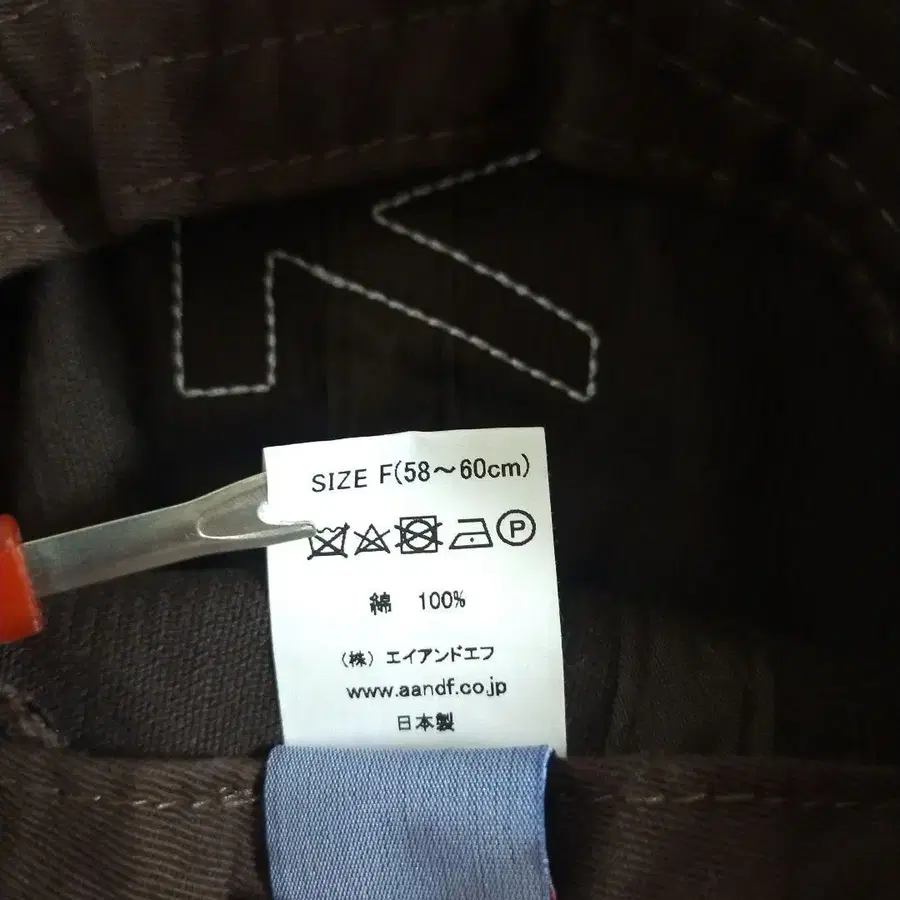 K
SIZE F(58～60cm)
P
綿 100%
（株）エイアンドエフ
www.aandf.co.jp
日本製